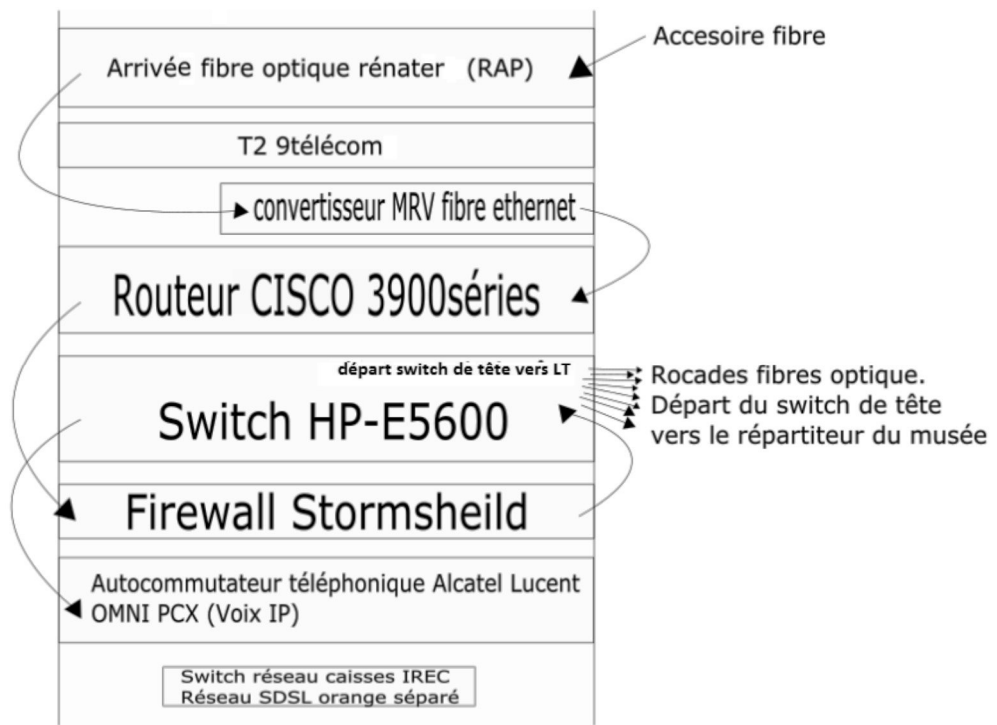 Accesoire fibre
Arrivée fibre optique rénater (RAP)
T2 9télécom
convertisseur MRV fibre ethernet
Routeur CISCO 3900séries
départ switch de tête vers LT
Switch HP-E5600
Rocades fibres optique.
Départ du switch de tête
vers le répartiteur du musée
Firewall Stormsheild
Autocommutateur téléphonique Alcatel Lucent
OMNI PCX (Voix IP)
Switch réseau caisses IREC
Réseau SDSL orange séparé